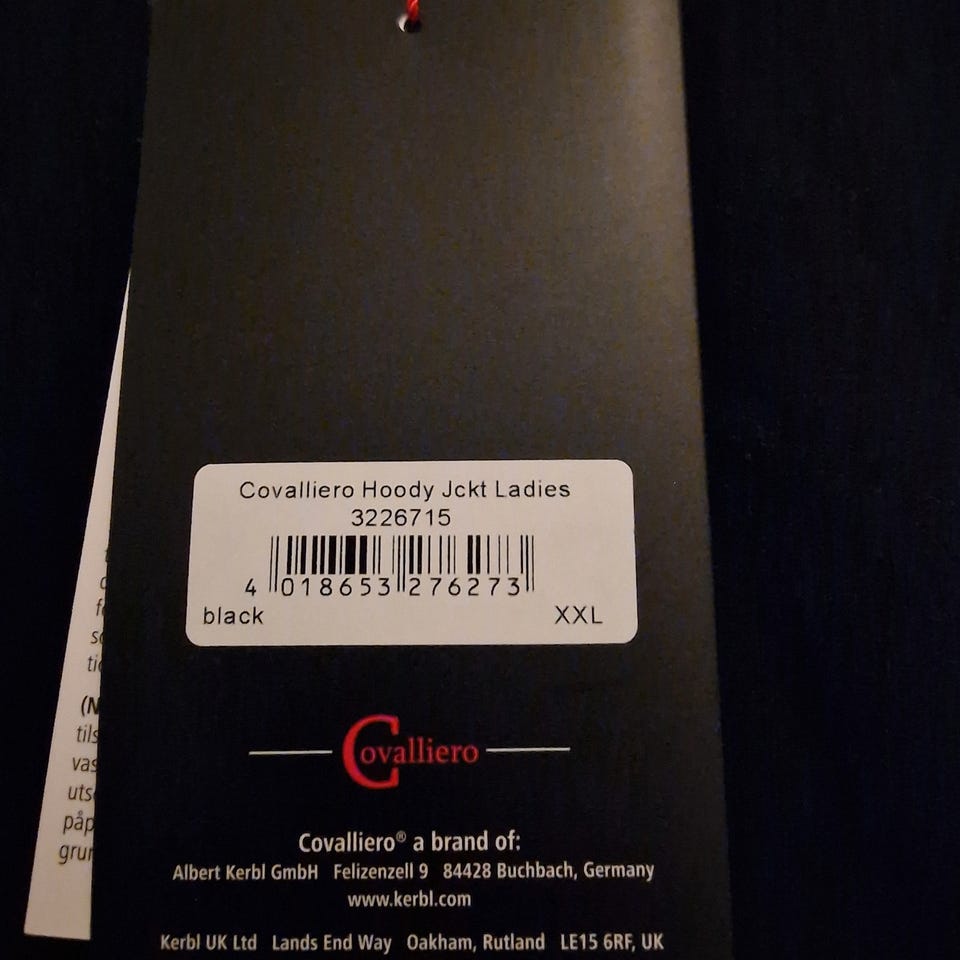 Covalliero Hoody Jckt Ladies
3226715
4 018653 276273
black XXL
Covalliero
Covalliero® a brand of:
Albert Kerbl GmbH Felizenzell 9 84428 Buchbach, Germany
www.kerbl.com
Kerbl UK Ltd Lands End Way Oakham, Rutland LE15 6RF, UK